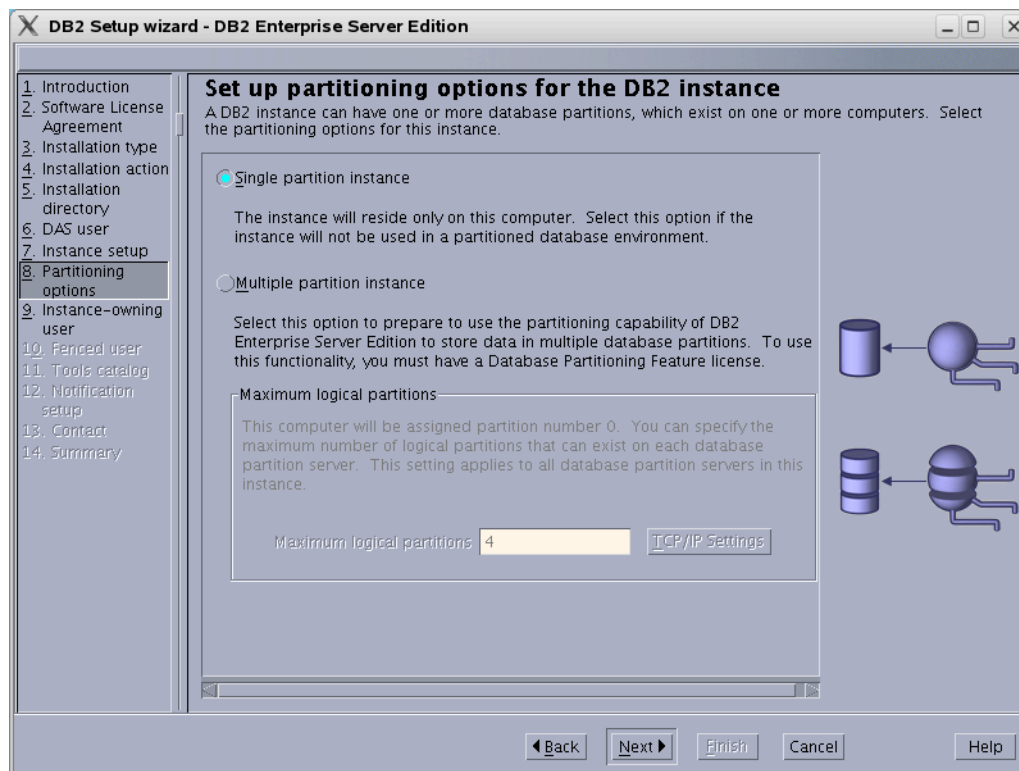 DB2 Setup wizard - DB2 Enterprise Server Edition
1. Introduction
2. Software License
Agreement
3. Installation type
4. Installation action
5. Installation
directory
6. DAS user
7. Instance setup
8. Partitioning
options
9. Instance-owning
user
10. Fenced user
11. Tools catalog
12. Notification
setup
13. Contact
14. Summary
Set up partitioning options for the DB2 instance
A DB2 instance can have one or more database partitions, which exist on one or more computers. Select
the partitioning options for this instance.
Single partition instance
The instance will reside only on this computer. Select this option if the
instance will not be used in a partitioned database environment.
Multiple partition instance
Select this option to prepare to use the partitioning capability of DB2
Enterprise Server Edition to store data in multiple database partitions. To use
this functionality, you must have a Database Partitioning Feature license.
Maximum logical partitions
This computer will be assigned partition number 0. You can specify the
maximum number of logical partitions that can exist on each database
partition server. This setting applies to all database partition servers in this
instance.
Maximum logical partitions 4 TCP/IP Settings
Back Next Finish Cancel Help